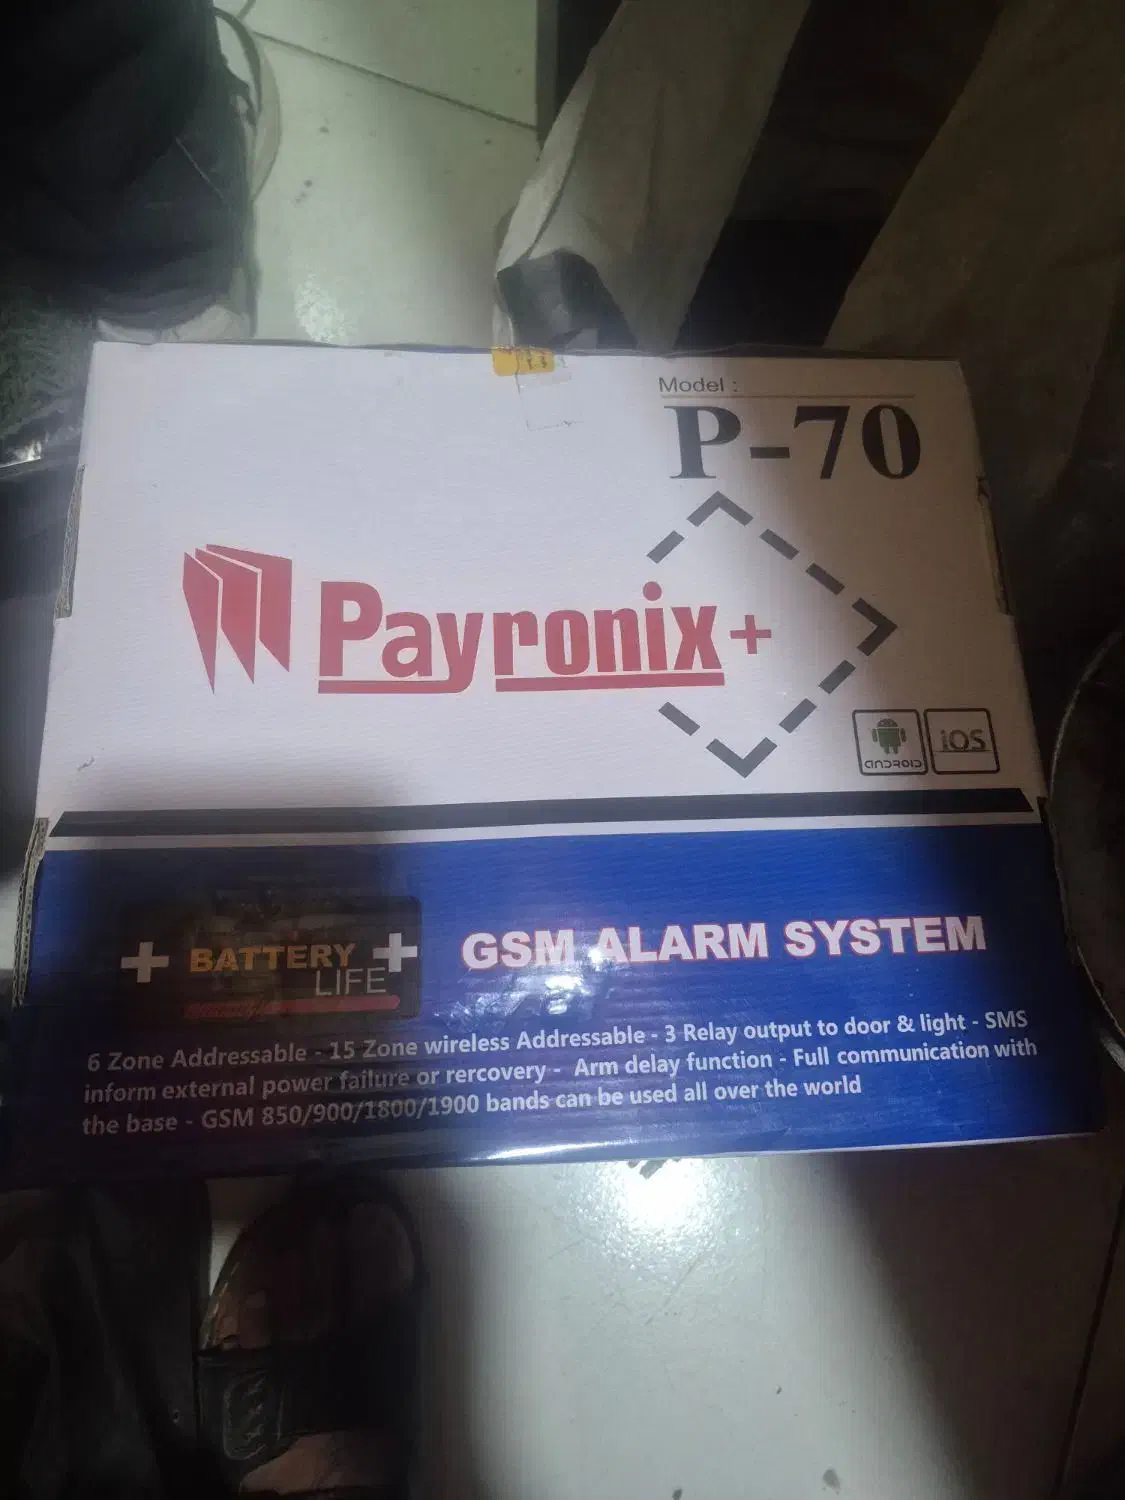 Model :
P-70
Payronix+
ANDROID
iOS
BATTERY
LIFE
GSM ALARM SYSTEM
6 Zone Addressable - 15 Zone wireless Addressable - 3 Relay output to door & light - SMS
inform external power failure or rercovery - Arm delay function - Full communication with
the base - GSM 850/900/1800/1900 bands can be used all over the world